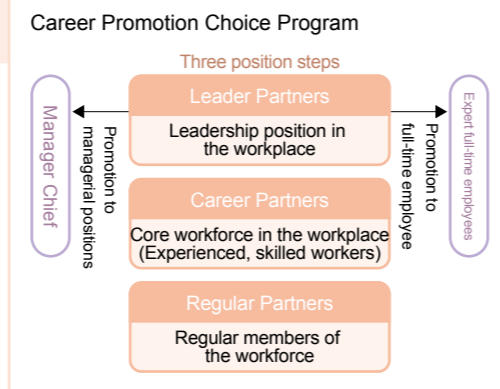 Career Promotion Choice Program
Three position steps
Leader Partners
Leadership position in
the workplace
Manager Chief
Promotion to
managerial positions
Promotion to
full-time employee
Expert full-time employees
Career Partners
Core workforce in the workplace
(Experienced, skilled workers)
Regular Partners
Regular members of
the workforce